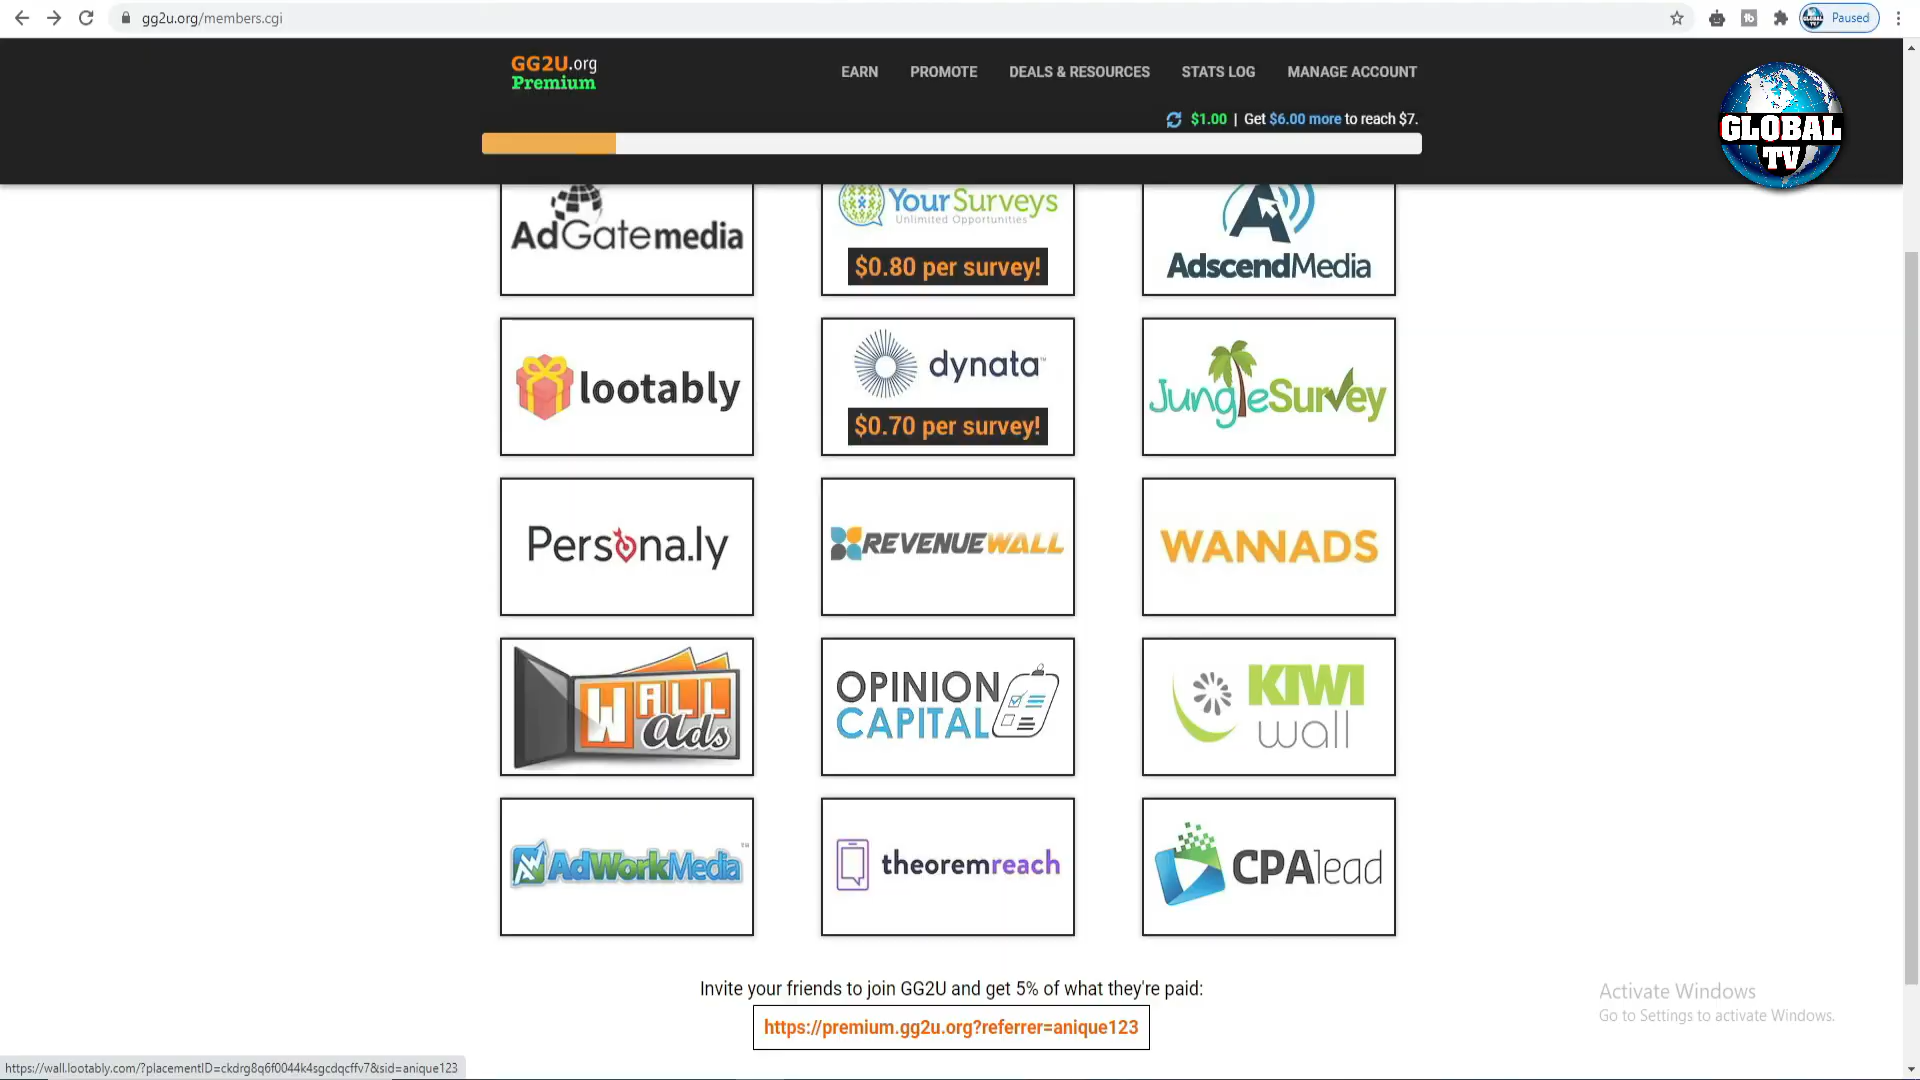 gg2u.org/members.cgi
Paused
GG2U.org
Premium
EARN
PROMOTE
DEALS & RESOURCES
STATS LOG
MANAGE ACCOUNT
$1.00 | Get $6.00 more to reach $7.
GLOBAL
TV
AdGatemedia
YourSurveys
Unlimited Opportunities
$0.80 per survey!
AdscendMedia
lootably
dynata
$0.70 per survey!
JungleSurvey
Persona.ly
REVENUEWALL
WANNADS
WALL
ads
OPINION
CAPITAL
KIWI
wall
AdWorkMedia™
theoremreach
CPAlead
Invite your friends to join GG2U and get 5% of what they're paid:
https://premium.gg2u.org?referrer=anique123
Activate Windows
Go to Settings to activate Windows.
https://wall.lootably.com/?placementID=ckdrg8q6f0044k4sgcdqcffv7&sid=anique123